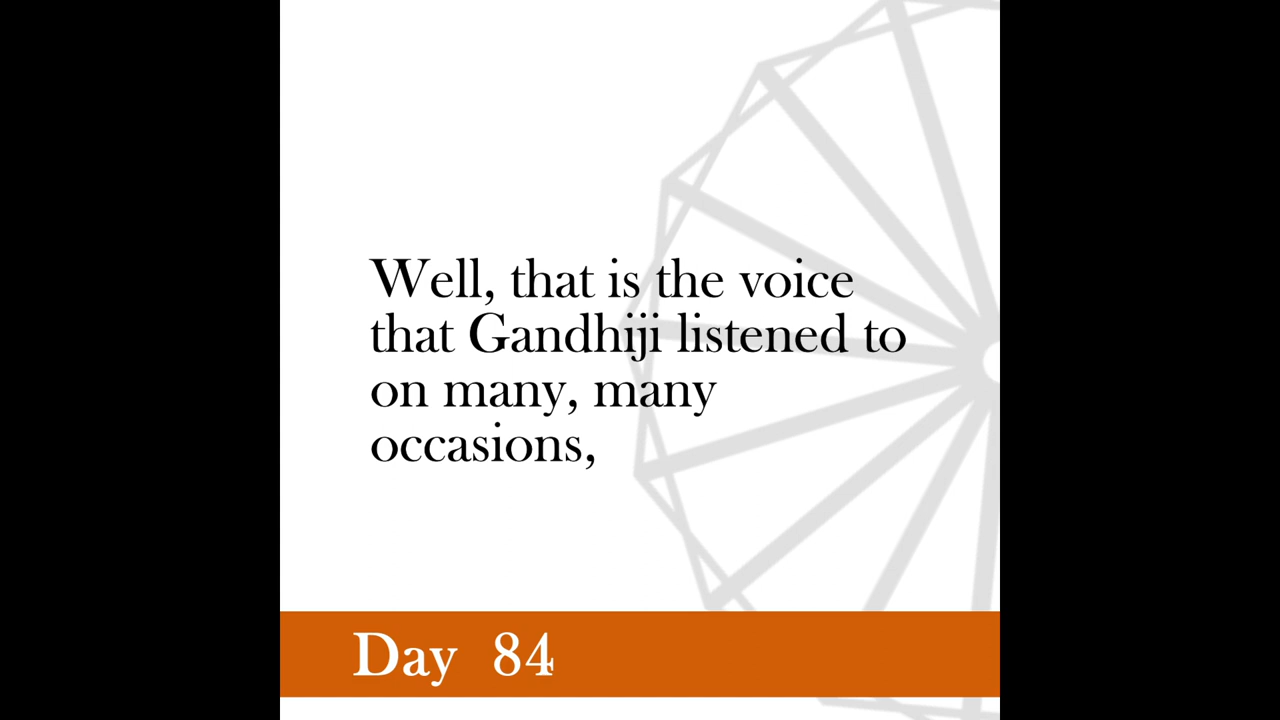 Well, that is the voice
that Gandhiji listened to
on many, many
occasions,
Day 84